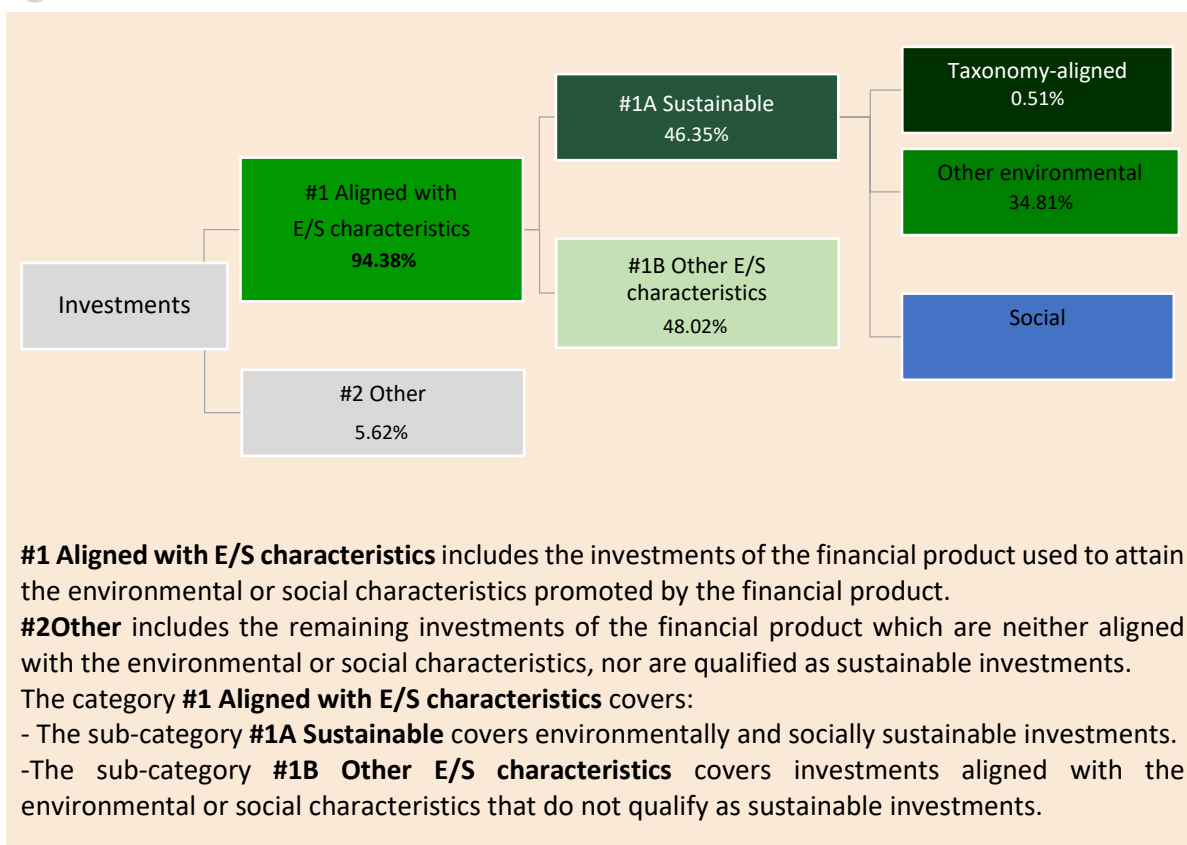 Investments
#1 Aligned with
E/S characteristics
94.38%
#2 Other
5.62%
#1A Sustainable
46.35%
#1B Other E/S
characteristics
48.02%
Taxonomy-aligned
0.51%
Other environmental
34.81%
Social
#1 Aligned with E/S characteristics includes the investments of the financial product used to attain
the environmental or social characteristics promoted by the financial product.
#2Other includes the remaining investments of the financial product which are neither aligned
with the environmental or social characteristics, nor are qualified as sustainable investments.
The category #1 Aligned with E/S characteristics covers:
- The sub-category #1A Sustainable covers environmentally and socially sustainable investments.
-The sub-category #1B Other E/S characteristics covers investments aligned with the
environmental or social characteristics that do not qualify as sustainable investments.